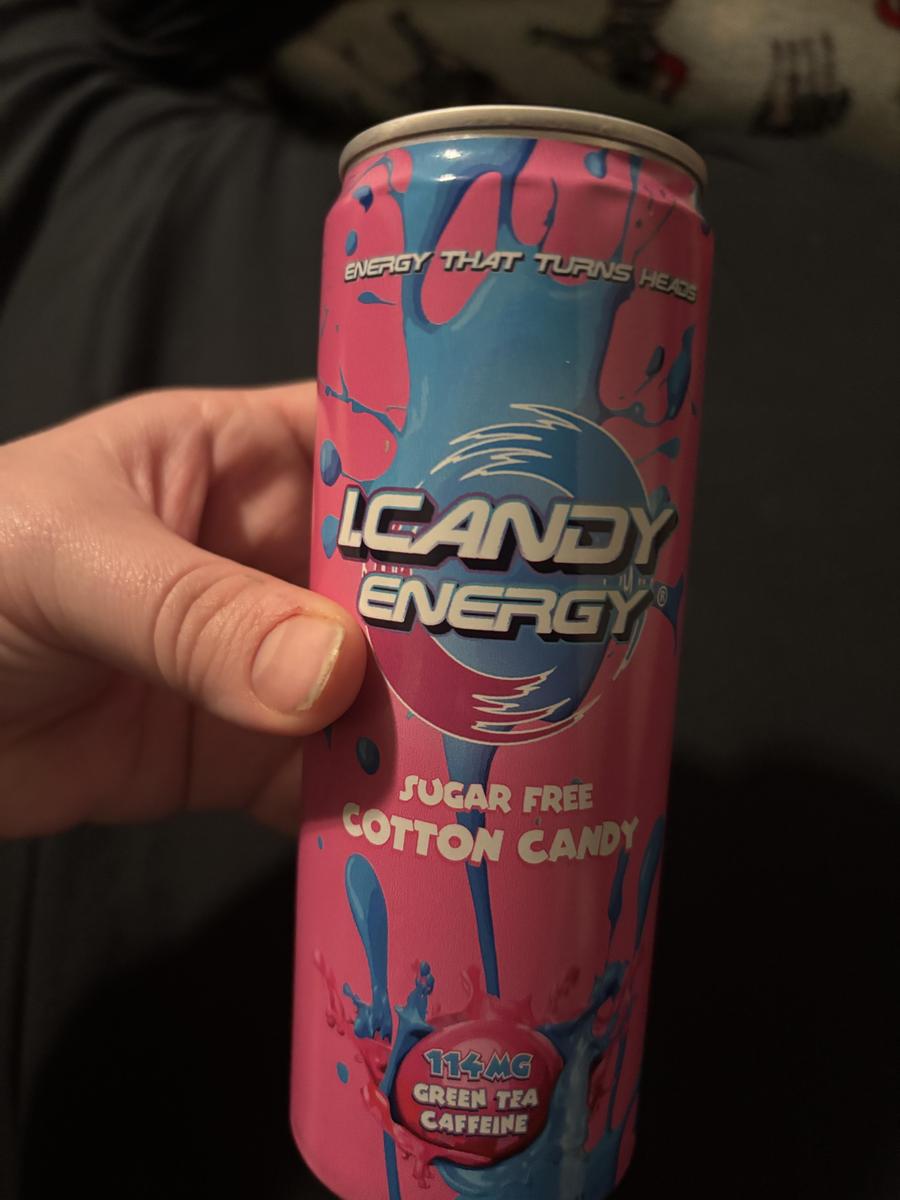 ENERGY THAT TURNS HEADS
I.CANDY
ENERGY®
SUGAR FREE
COTTON CANDY
114MG
GREEN TEA
CAFFEINE